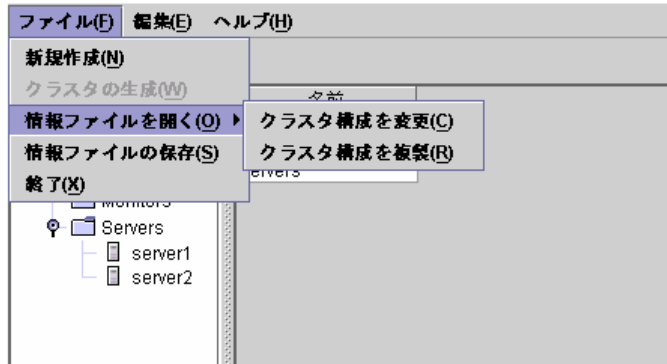 ファイル(F) 編集(E) ヘルプ(H)
新規作成(N)
クラスタの生成(W)
名前
情報ファイルを開く(O)
クラスタ構成を変更(C)
情報ファイルの保存(S)
クラスタ構成を複製(R)
終了(X)
Monitors
Servers
server1
server2